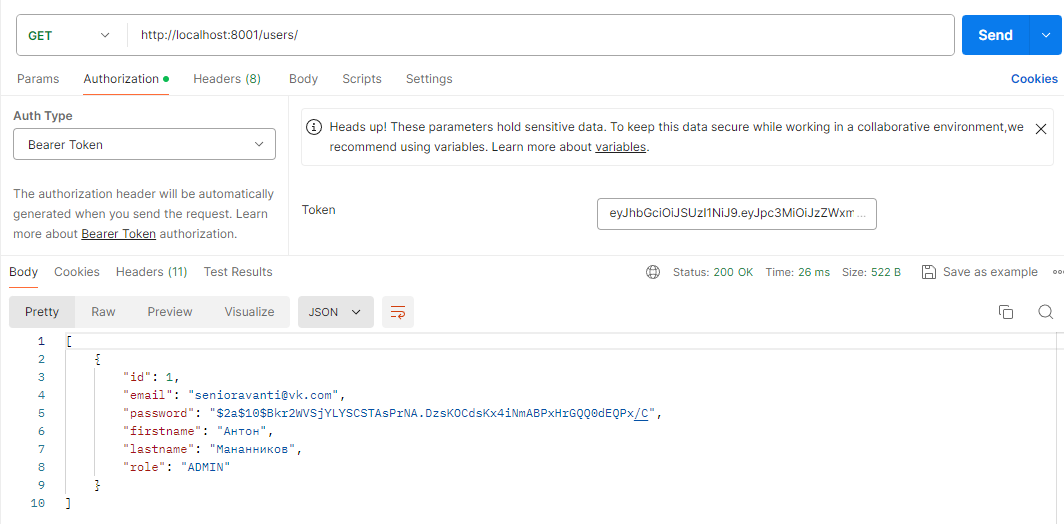 GET http://localhost:8001/users/ Send
Params Authorization Headers (8) Body Scripts Settings Cookies
Auth Type
Bearer Token
The authorization header will be automatically
generated when you send the request. Learn
more about Bearer Token authorization.
Heads up! These parameters hold sensitive data. To keep this data secure while working in a collaborative environment,we
recommend using variables. Learn more about variables.
Token eyJhbGciOiJSUzI1NiJ9.eyJpc3MiOiJzZWxm ...
Body Cookies Headers (11) Test Results Status: 200 OK Time: 26 ms Size: 522 B Save as example
Pretty Raw Preview Visualize JSON
1 [
2 {
3 "id": 1,
4 "email": "senioravanti@vk.com",
5 "password": "$2a$10$Bkr2WVSjYLYSCSTAsPrNA.DzsKOCdsKx4iNmABPxHrGQQ0dEQPx/C",
6 "firstname": "Антон",
7 "lastname": "Мананников",
8 "role": "ADMIN"
9 }
10 ]